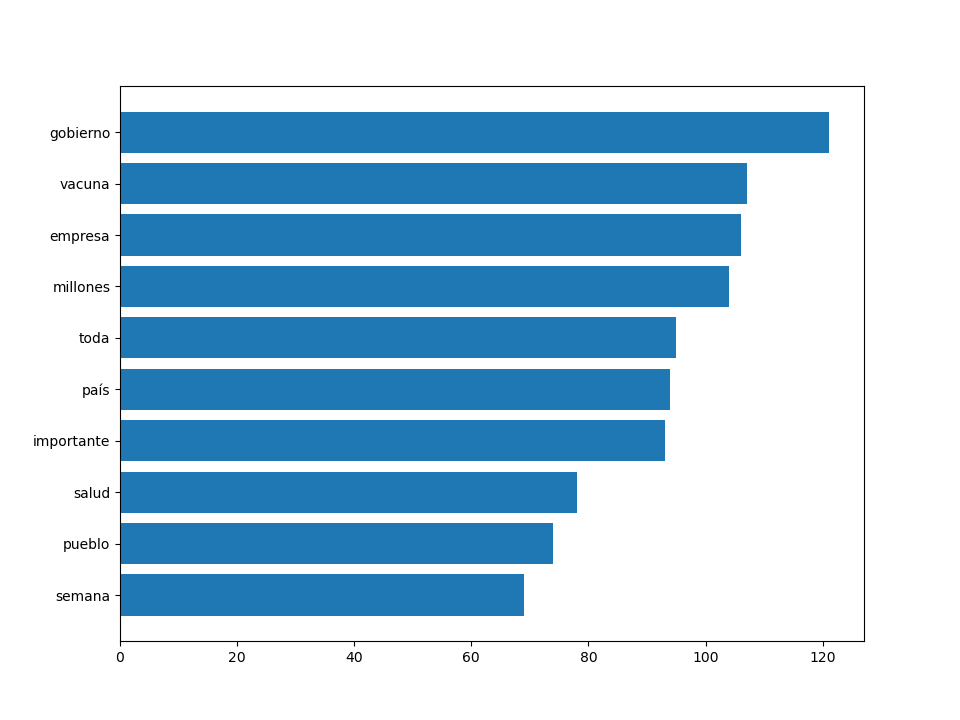 gobierno
vacuna
empresa
millones
toda
país
importante
salud
pueblo
semana
0 20 40 60 80 100 120